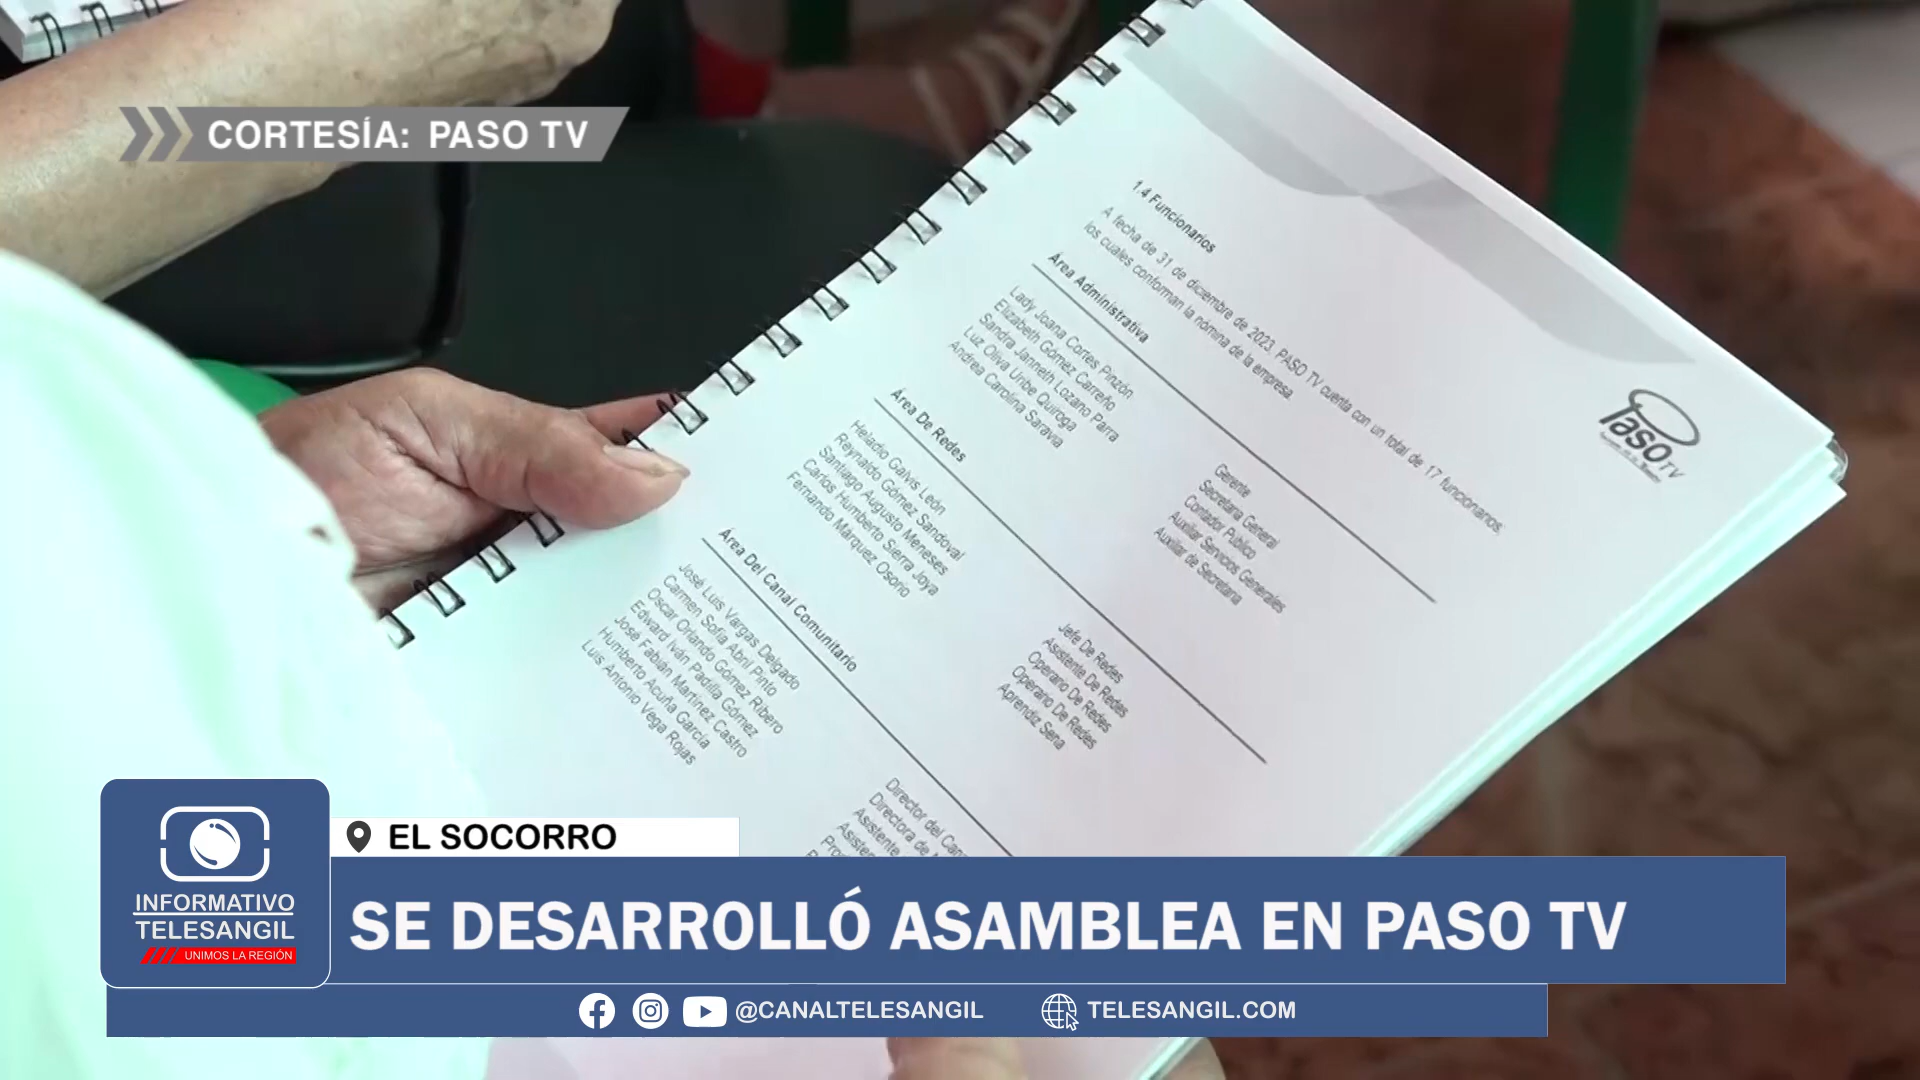 CORTESÍA: PASO TV
1.4 Funcionarios
A fecha de 31 de diciembre de 2023, PASO TV cuenta con un total de 17 funcionarios,
los cuales conforman la nómina de la empresa.
Área Administrativa
Lady Joana Cortes Pinzón
Elizabeth Gómez Carreño
Sandra Janneth Lozano Parra
Luz Oliva Uribe Quiroga
Andrea Carolina Saravia
Gerente
Secretaria General
Contador Publico
Auxiliar Servicios Generales
Auxiliar de Secretaria
Área De Redes
Heladio Galvis León
Reynaldo Gómez Sandoval
Santiago Augusto Meneses
Carlos Humberto Sierra Joya
Fernando Márquez Osorio
Jefe De Redes
Asistente De Redes
Operario De Redes
Operario De Redes
Aprendiz Sena
Área Del Canal Comunitario
José Luis Vargas Delgado
Carmen Sofía Abril Pinto
Oscar Orlando Gómez Ribero
Edward Iván Padilla Gómez
José Fabián Martínez Castro
Humberto Acuña García
Luis Antonio Vega Rojas
Director del
Directora de
Asistente
Paso TV
EL SOCORRO
SE DESARROLLÓ ASAMBLEA EN PASO TV
INFORMATIVO
TELESANGIL
UNIMOS LA REGIÓN
@CANALTELESANGIL
TELESANGIL.COM